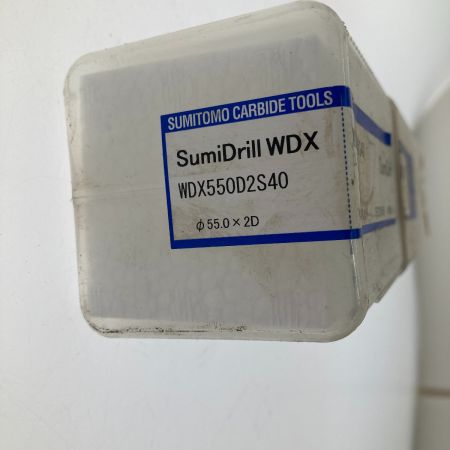 SUMITOMO CARBIDE TOOLS
SumiDrill WDX
WDX550D2S40
φ55.0×2D